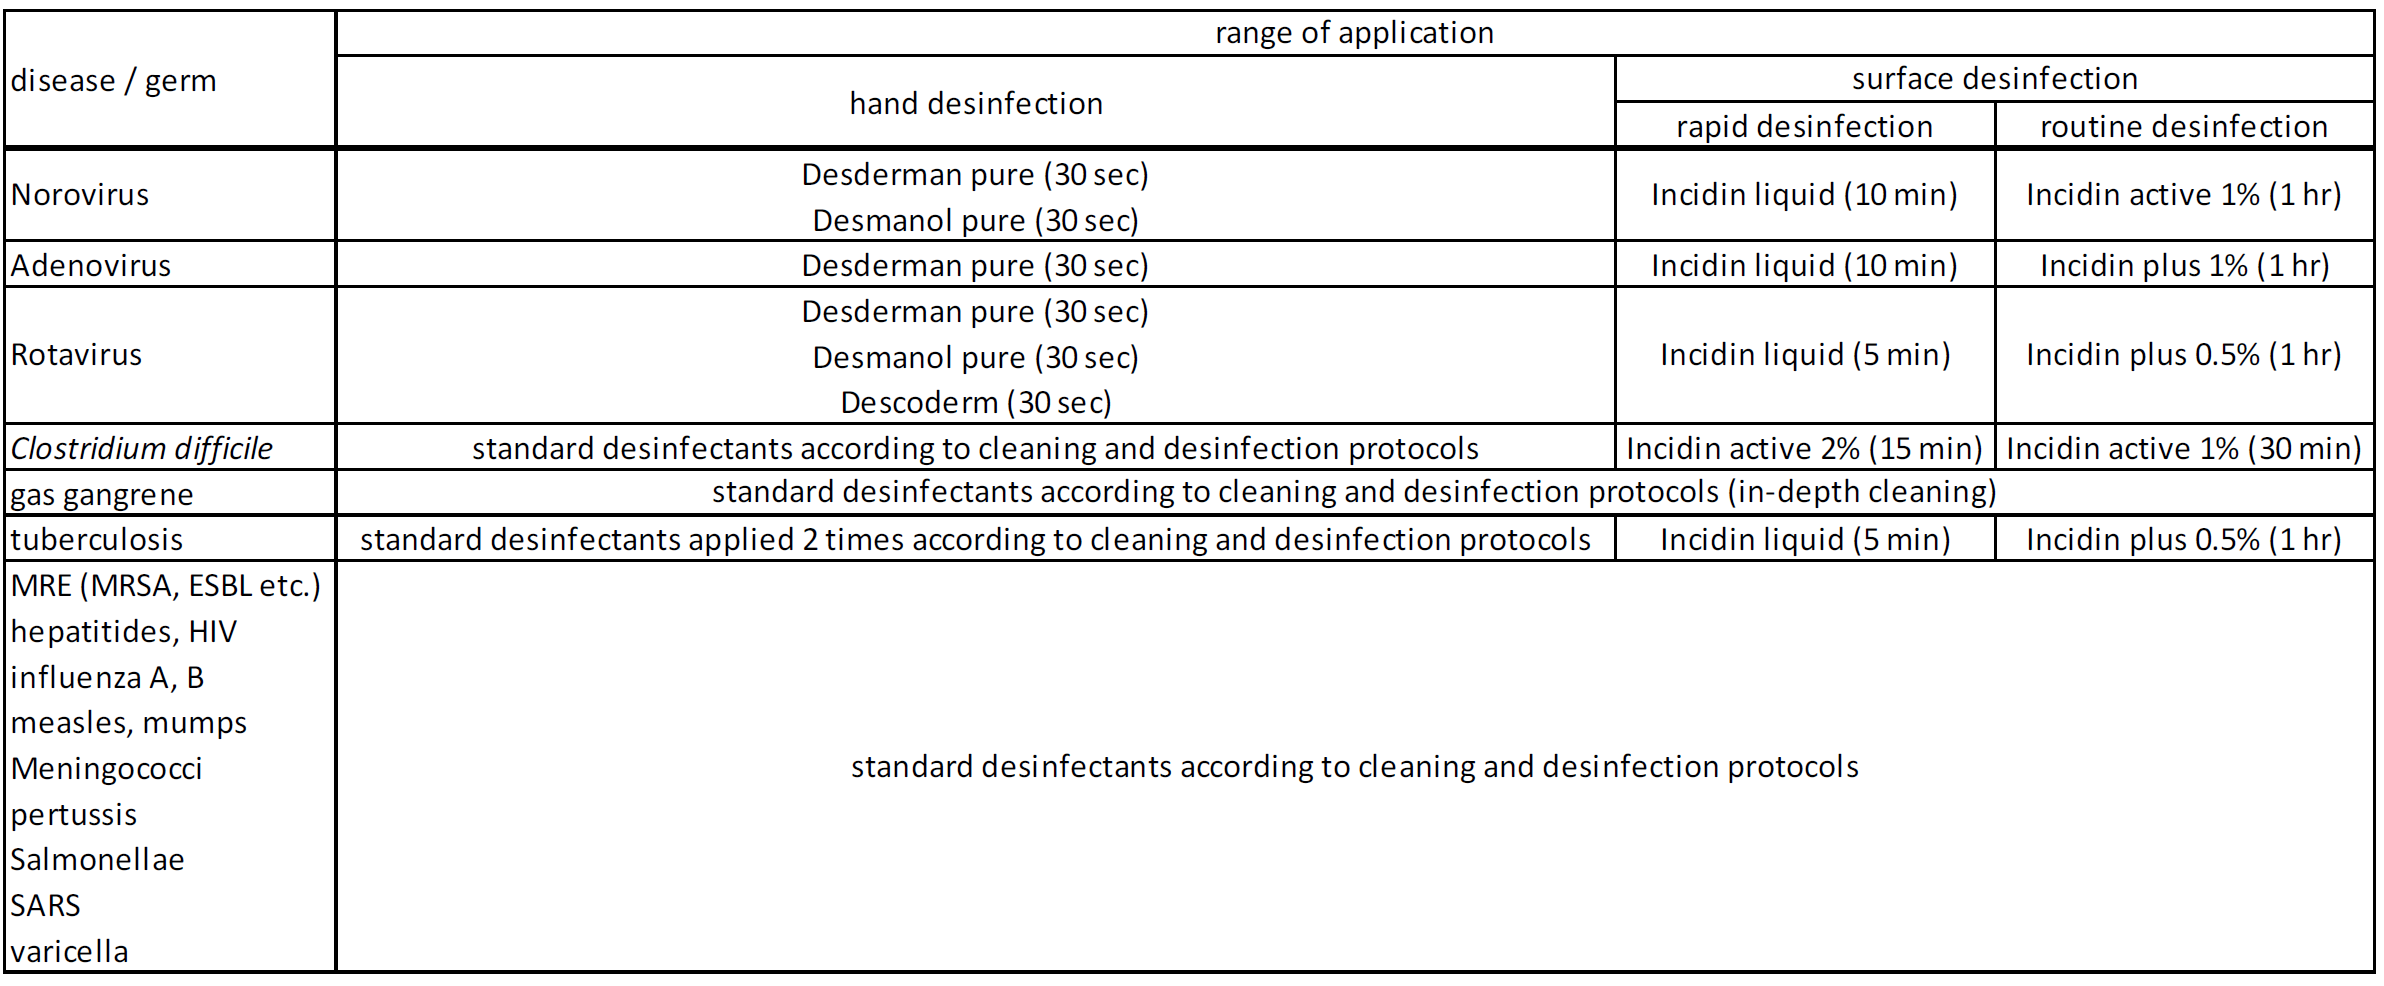 range of application
disease / germ
hand desinfection
surface desinfection
rapid desinfection
routine desinfection
Norovirus
Desderman pure (30 sec)
Desmanol pure (30 sec)
Incidin liquid (10 min)
Incidin active 1% (1 hr)
Adenovirus
Desderman pure (30 sec)
Incidin liquid (10 min)
Incidin plus 1% (1 hr)
Rotavirus
Desderman pure (30 sec)
Desmanol pure (30 sec)
Descoderm (30 sec)
Incidin liquid (5 min)
Incidin plus 0.5% (1 hr)
Clostridium difficile
standard desinfectants according to cleaning and desinfection protocols
Incidin active 2% (15 min)
Incidin active 1% (30 min)
gas gangrene
standard desinfectants according to cleaning and desinfection protocols (in-depth cleaning)
tuberculosis
standard desinfectants applied 2 times according to cleaning and desinfection protocols
Incidin liquid (5 min)
Incidin plus 0.5% (1 hr)
MRE (MRSA, ESBL etc.)
hepatitides, HIV
influenza A, B
measles, mumps
Meningococci
pertussis
Salmonellae
SARS
varicella
standard desinfectants according to cleaning and desinfection protocols